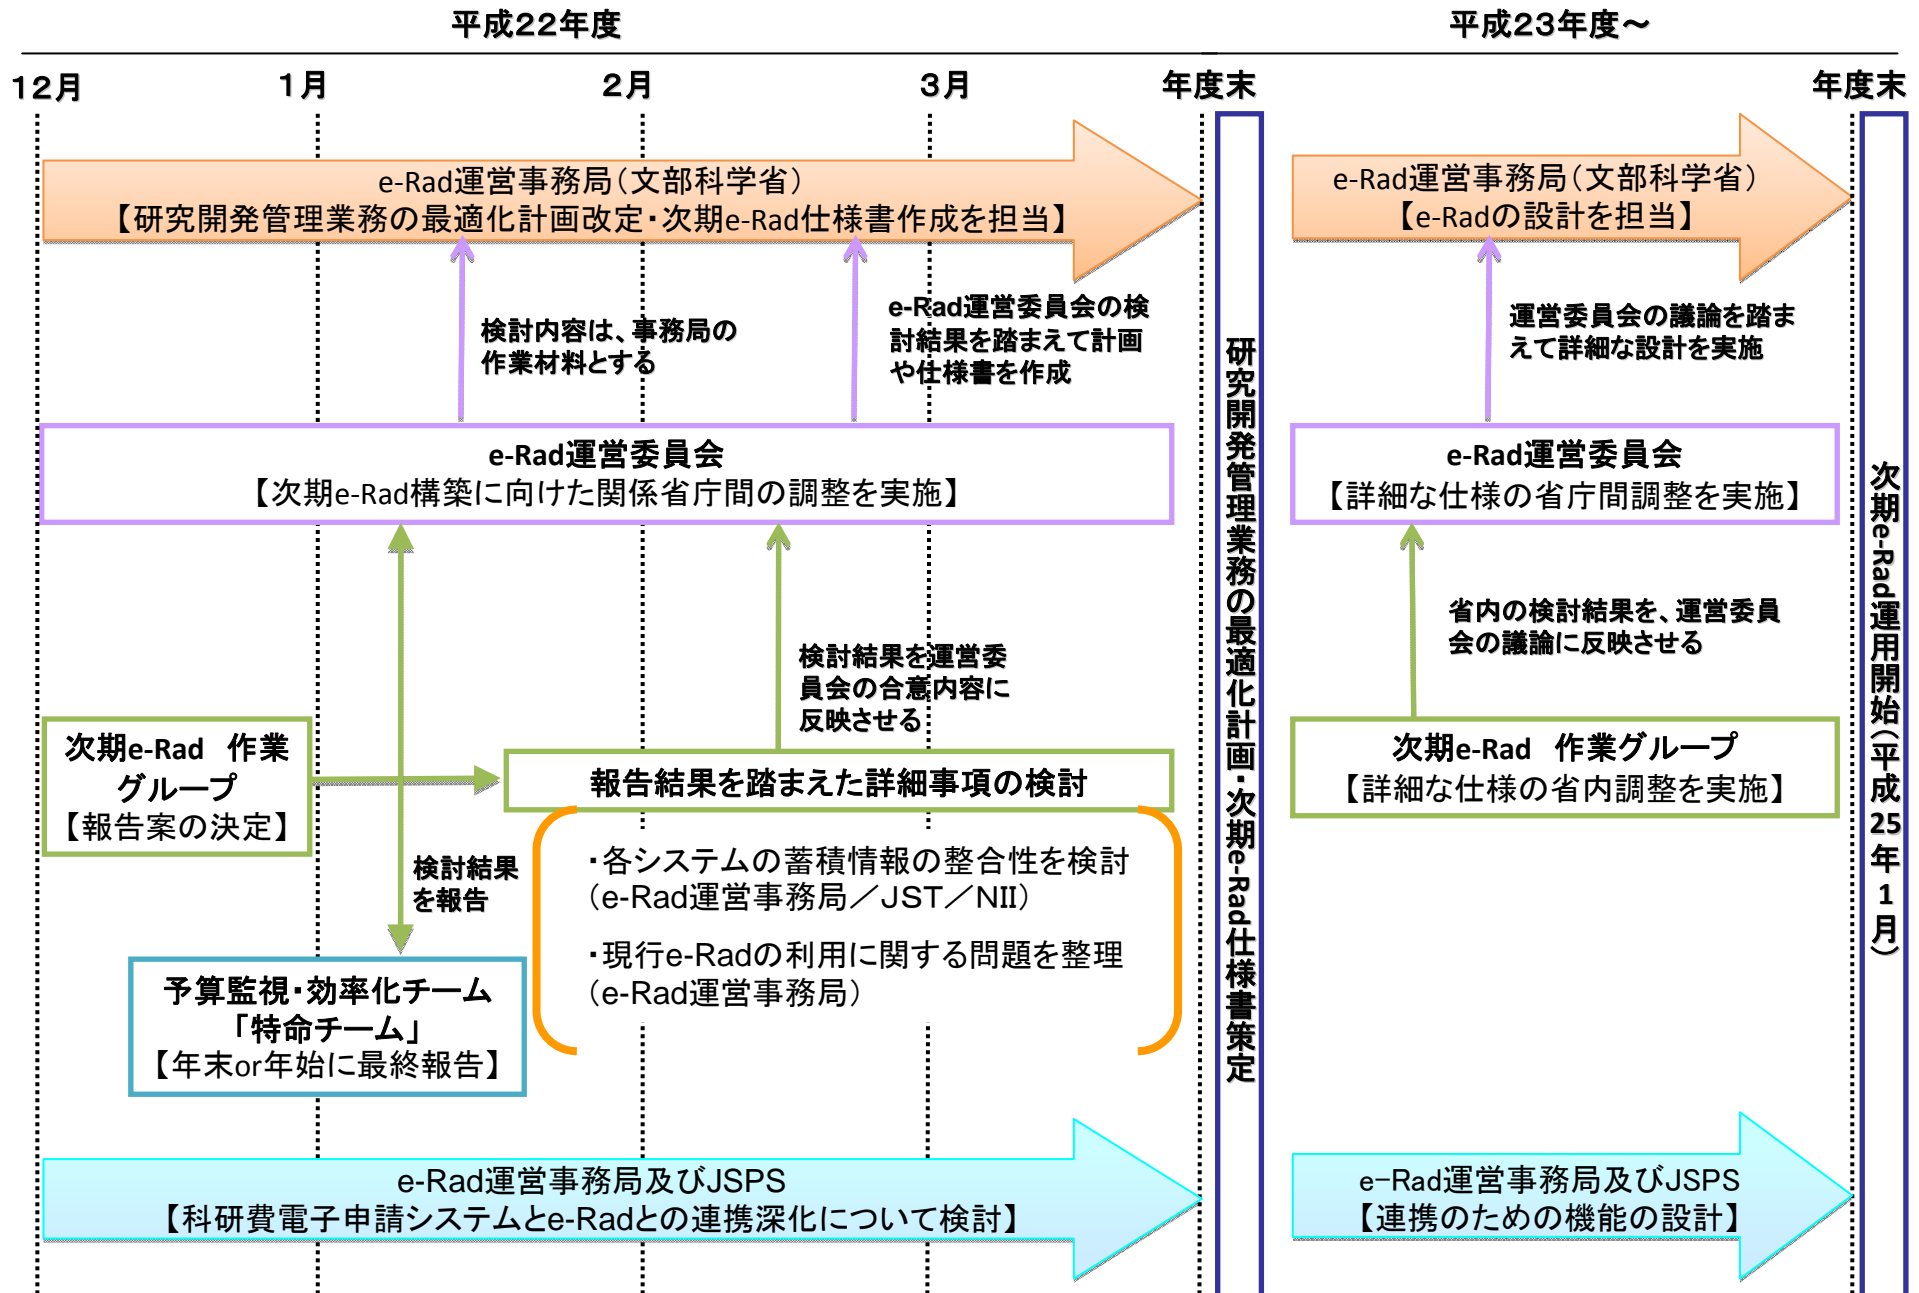 平成22年度
平成23年度～
12月
1月
2月
3月
年度末
年度末
e-Rad運営事務局（文部科学省）
【研究開発管理業務の最適化計画改定・次期e-Rad仕様書作成を担当】
e-Rad運営事務局（文部科学省）
【e-Radの設計を担当】
検討内容は、事務局の
作業材料とする
e-Rad運営委員会の検
討結果を踏まえて計画
や仕様書を作成
運営委員会の議論を踏ま
えて詳細な設計を実施
e-Rad運営委員会
【次期e-Rad構築に向けた関係省庁間の調整を実施】
e-Rad運営委員会
【詳細な仕様の省庁間調整を実施】
検討結果を運営委
員会の合意内容に
反映させる
省内の検討結果を、運営委員
会の議論に反映させる
次期e-Rad　作業
グループ
【報告案の決定】
報告結果を踏まえた詳細事項の検討
次期e-Rad　作業グループ
【詳細な仕様の省内調整を実施】
検討結果
を報告
・各システムの蓄積情報の整合性を検討
（e-Rad運営事務局／JST／NII）
・現行e-Radの利用に関する問題を整理
（e-Rad運営事務局）
予算監視・効率化チーム
「特命チーム」
【年末or年始に最終報告】
研究開発管理業務の最適化計画・次期e-Rad仕様書策定
次期e-Rad運用開始（平成25年1月）
e-Rad運営事務局及びJSPS
【科研費電子申請システムとe-Radとの連携深化について検討】
e-Rad運営事務局及びJSPS
【連携のための機能の設計】